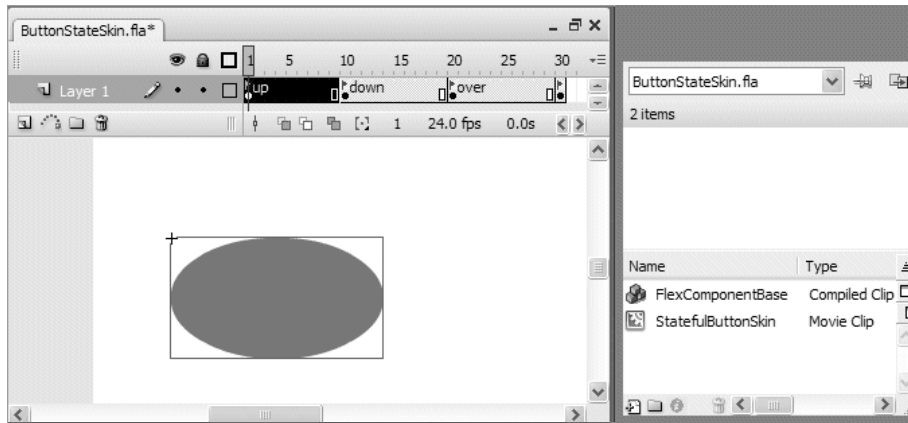 ButtonStateSkin.fla*
1 5 10 15 20 25 30
Layer 1 up down over
1 24.0 fps 0.0s
ButtonStateSkin.fla
2 items
Name Type
FlexComponentBase Compiled Clip
StatefulButtonSkin Movie Clip